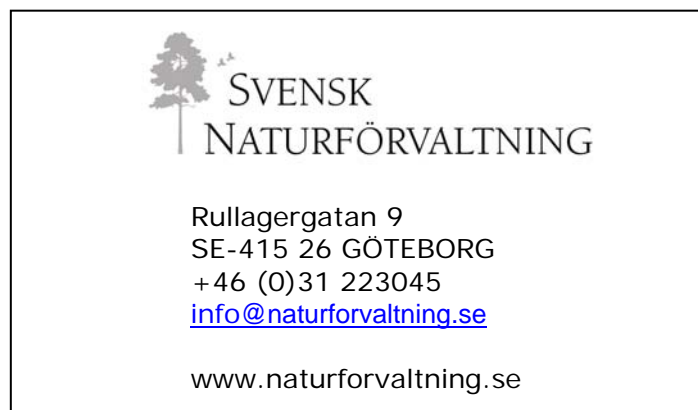 SVENSK
NATURFÖRVALTNING
Rullagergatan 9
SE-415 26 GÖTEBORG
+46 (0)31 223045
info@naturforvaltning.se
www.naturforvaltning.se